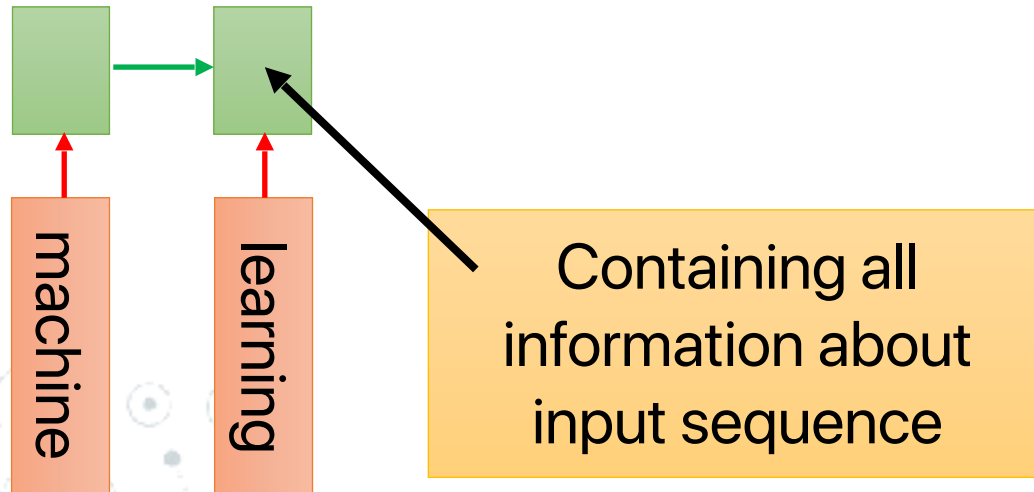 machine
learning
Containing all
information about
input sequence